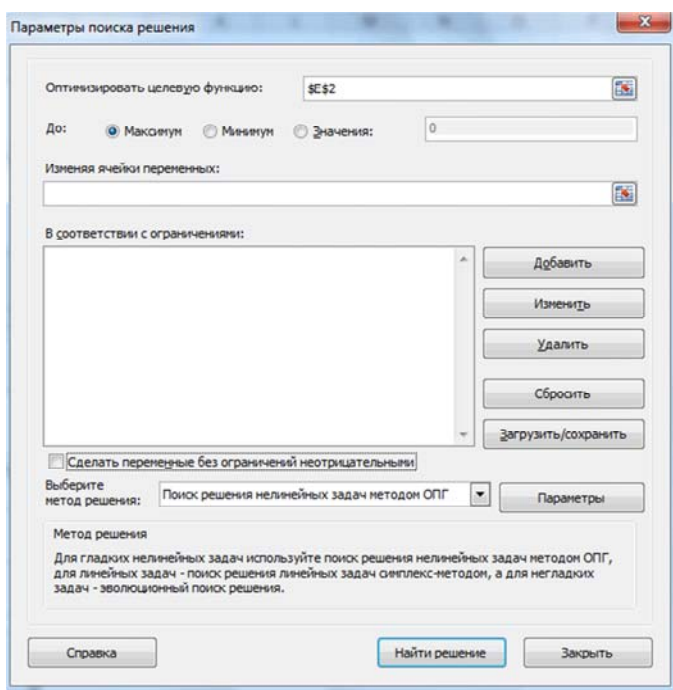 Параметры поиска решения
Оптимизировать целевую функцию: $E$2
До: Максимум Минимум Значения: 0
Изменяя ячейки переменных:
В соответствии с ограничениями:
Добавить
Изменить
Удалить
Сбросить
Загрузить/сохранить
Сделать переменные без ограничений неотрицательными
Выберите
метод решения: Поиск решения нелинейных задач методом ОПГ Параметры
Метод решения
Для гладких нелинейных задач используйте поиск решения нелинейных задач методом ОПГ,
для линейных задач - поиск решения линейных задач симплекс-методом, а для негладких
задач - эволюционный поиск решения.
Справка Найти решение Закрыть